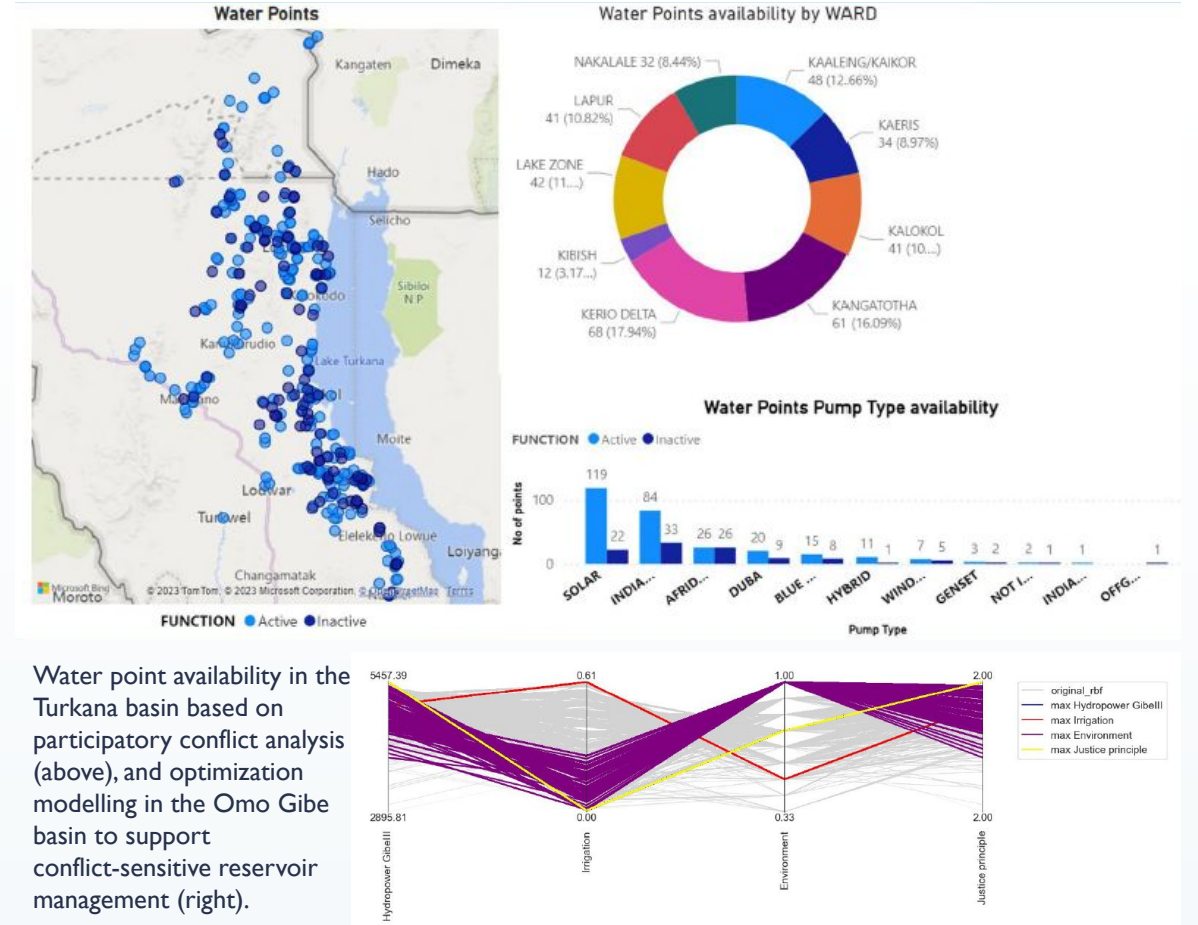 Water Points
Kangaten
Dimeka
Hado
Selicho
Sibiloi
N.P.
Lake Turkana
Moite
Lodwar
Loiyang
Changamatak
Microsoft Bing
Moroto
© 2023 TomTom, © 2023 Microsoft Corporation, © OpenStreetMap Terms
FUNCTION Active Inactive
Water Points availability by WARD
NAKALALE 32 (8.44%)
KAALENG/KAIKOR
48 (12.66%)
LAPUR
41 (10.82%)
KAERIS
34 (8.97%)
LAKE ZONE
42 (11....)
KALOKOL
41 (10....)
KIBISH
12 (3.17...)
KERIO DELTA
68 (17.94%)
KANGATOTHA
61 (16.09%)
Water Points Pump Type availability
FUNCTION Active Inactive
No of points
100
0
119 22 84 33 26 26 20 9 15 8 11 1 7 5 3 2 2 1 1 1
SOLAR INDIA... AFRID... DUBA BLUE ... HYBRID WIND... GENSET NOT I... INDIA... OFFG...
Pump Type
Water point availability in the
Turkana basin based on
participatory conflict analysis
(above), and optimization
modelling in the Omo Gibe
basin to support
conflict-sensitive reservoir
management (right).
5457.39 0.61 1.00 2.00
2895.81 0.00 0.33 2.00
Hydropower GibeIII
Irrigation
Environment
Justice principle
original_rbf
max Hydropower GibeIII
max Irrigation
max Environment
max Justice principle